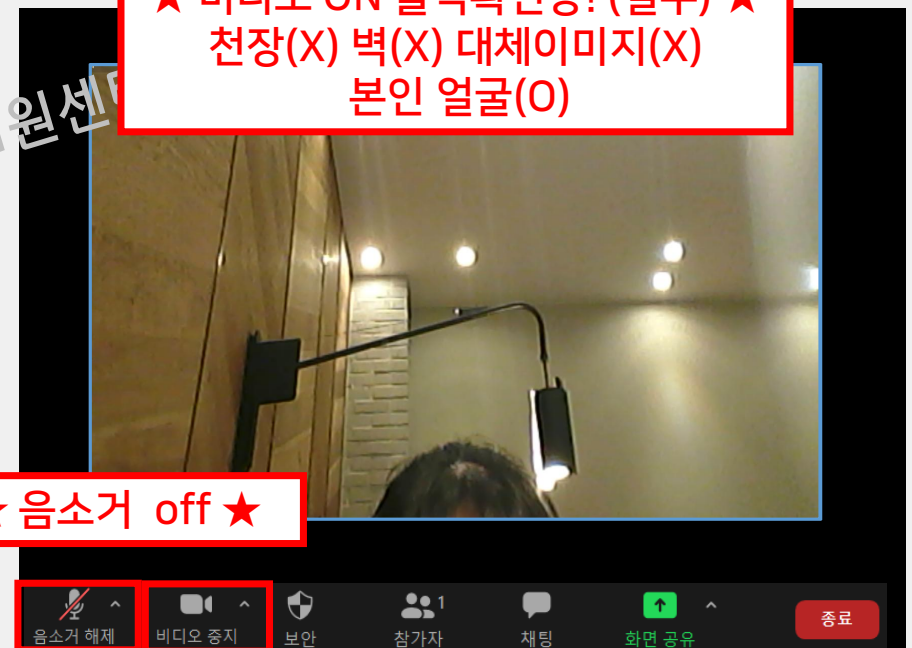 천장(X) 벽(X) 대체이미지(X)
본인 얼굴(O)
★ 음소거 off ★
음소거 해제
비디오 중지
보안
참가자
1
채팅
화면 공유
종료